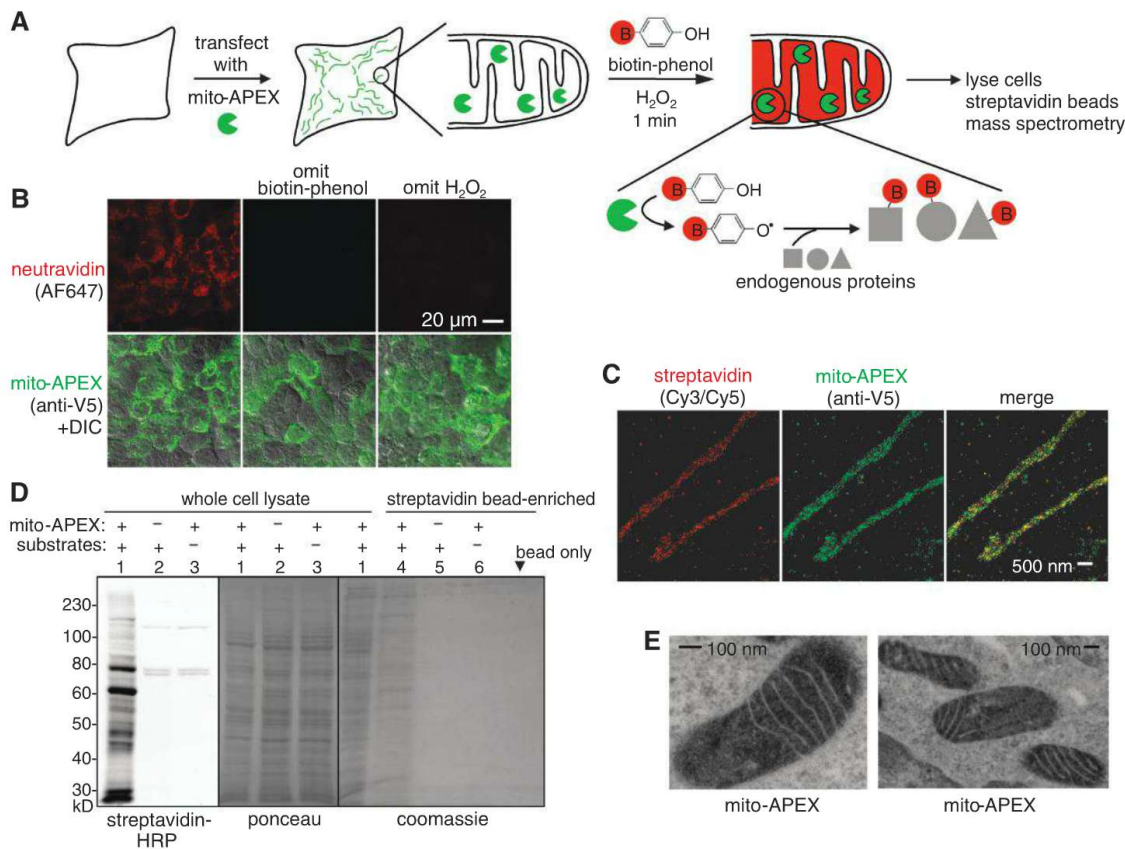 A
transfect
with
mito-APEX
B
OH
biotin-phenol
H2O2
1 min
lyse cells
streptavidin beads
mass spectrometry
B
OH
B
O•
endogenous proteins
B
B
B
B
omit
biotin-phenol
omit H2O2
neutravidin
(AF647)
20 µm
mito-APEX
(anti-V5)
+DIC
C
streptavidin
(Cy3/Cy5)
mito-APEX
(anti-V5)
merge
500 nm
D
whole cell lysate
streptavidin bead-enriched
mito-APEX: + – + + – + + + – +
substrates: + + – + + – + + + –
bead only
1 2 3 1 2 3 1 4 5 6
230-
100-
80-
60-
50-
40-
30-
kD
streptavidin-
HRP
ponceau
coomassie
E
100 nm
100 nm
mito-APEX
mito-APEX